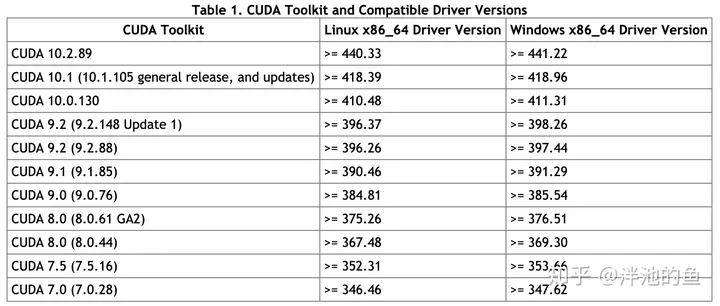 Table 1. CUDA Toolkit and Compatible Driver Versions
CUDA Toolkit Linux x86_64 Driver Version Windows x86_64 Driver Version
CUDA 10.2.89 >= 440.33 >= 441.22
CUDA 10.1 (10.1.105 general release, and updates) >= 418.39 >= 418.96
CUDA 10.0.130 >= 410.48 >= 411.31
CUDA 9.2 (9.2.148 Update 1) >= 396.37 >= 398.26
CUDA 9.2 (9.2.88) >= 396.26 >= 397.44
CUDA 9.1 (9.1.85) >= 390.46 >= 391.29
CUDA 9.0 (9.0.76) >= 384.81 >= 385.54
CUDA 8.0 (8.0.61 GA2) >= 375.26 >= 376.51
CUDA 8.0 (8.0.44) >= 367.48 >= 369.30
CUDA 7.5 (7.5.16) >= 352.31 >= 353.66
CUDA 7.0 (7.0.28) >= 346.46 >= 347.62
知乎 @泮池的鱼